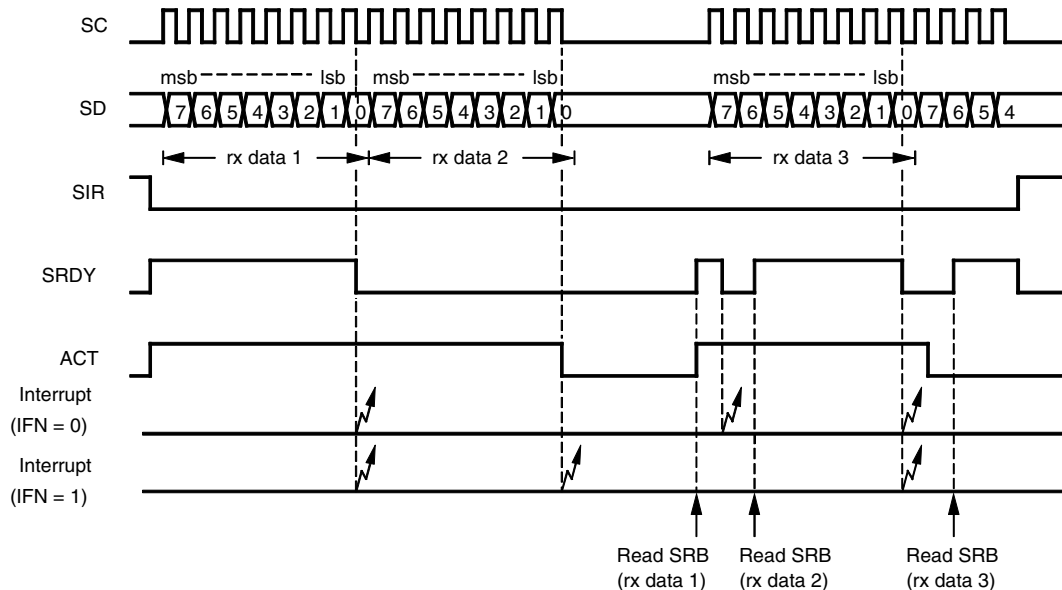 SC
msb lsb msb lsb msb lsb
SD 7 6 5 4 3 2 1 0 7 6 5 4 3 2 1 0 7 6 5 4 3 2 1 0 7 6 5 4
rx data 1 rx data 2 rx data 3
SIR
SRDY
ACT
Interrupt
(IFN = 0)
Interrupt
(IFN = 1)
Read SRB
(rx data 1)
Read SRB
(rx data 2)
Read SRB
(rx data 3)